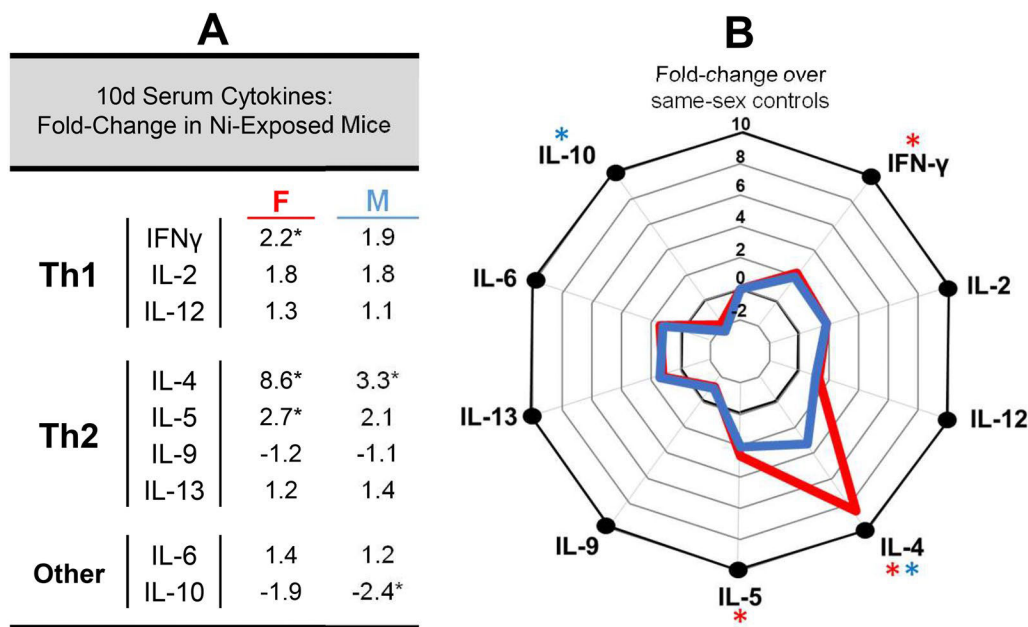 A
10d Serum Cytokines:
Fold-Change in Ni-Exposed Mice
F M
Th1
IFNγ 2.2* 1.9
IL-2 1.8 1.8
IL-12 1.3 1.1
Th2
IL-4 8.6* 3.3*
IL-5 2.7* 2.1
IL-9 -1.2 -1.1
IL-13 1.2 1.4
Other
IL-6 1.4 1.2
IL-10 -1.9 -2.4*
B
Fold-change over
same-sex controls
10
8
6
4
2
0
-2
*
IFN-γ
IL-2
IL-12
IL-4
* *
IL-5
*
IL-9
IL-13
IL-6
*
IL-10